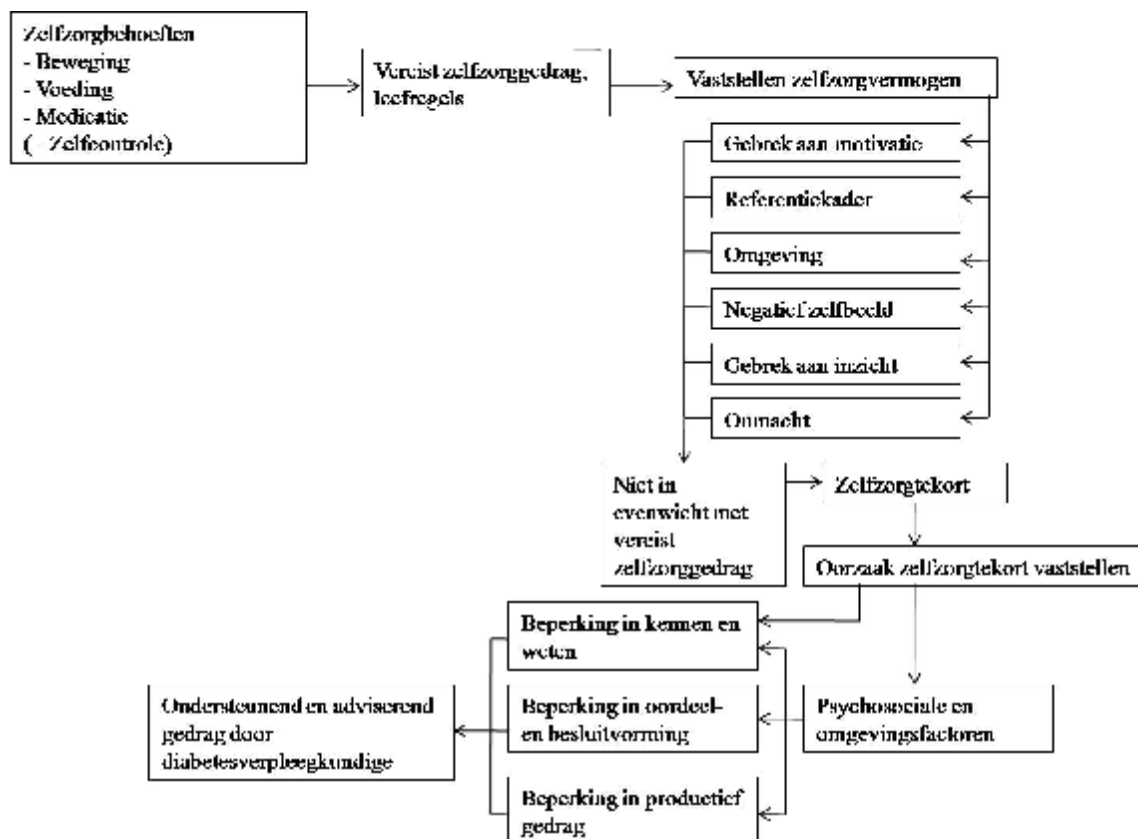 Zelfzorgbehoeften
- Beweging
- Voeding
- Medicatie
( - Zelfcontrole)
Vereist zelfzorggedrag,
leefregels
Vaststellen zelfzorgvermogen
Gebrek aan motivatie
Referentiekader
Omgeving
Negatief zelfbeeld
Gebrek aan inzicht
Onmacht
Niet in
evenwicht met
vereist
zelfzorggedrag
Zelfzorgtekort
Oorzaak zelfzorgtekort vaststellen
Beperking in kennen en
weten
Beperking in oordeel-
en besluitvorming
Beperking in productief
gedrag
Psychosociale en
omgevingsfactoren
Ondersteunend en adviserend
gedrag door
diabetesverpleegkundige